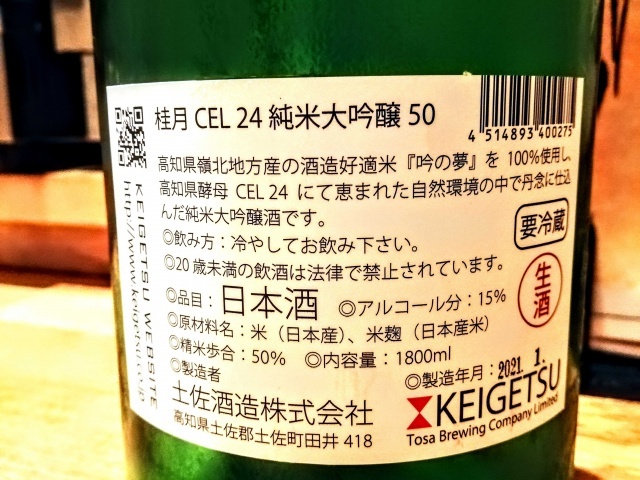 桂月 CEL 24 純米大吟醸 50
4 514893 400275
高知県嶺北地方産の酒造好適米『吟の夢』を 100%使用し、
高知県酵母 CEL 24 にて恵まれた自然環境の中で丹念に仕込
んだ純米大吟醸酒です。
要冷蔵
◎飲み方：冷やしてお飲み下さい。
◎20 歳未満の飲酒は法律で禁止されています。
生酒
◎品目：日本酒 ◎アルコール分：15%
◎原材料名：米（日本産）、米麹（日本産米）
◎精米歩合：50% ◎内容量：1800ml
◎製造者 ◎製造年月：2021. 1.
土佐酒造株式会社
高知県土佐郡土佐町田井 418
KEIGETSU
Tosa Brewing Company Limited
KEIGETSU WEBSITE
http://www.keigetsu.co.jp